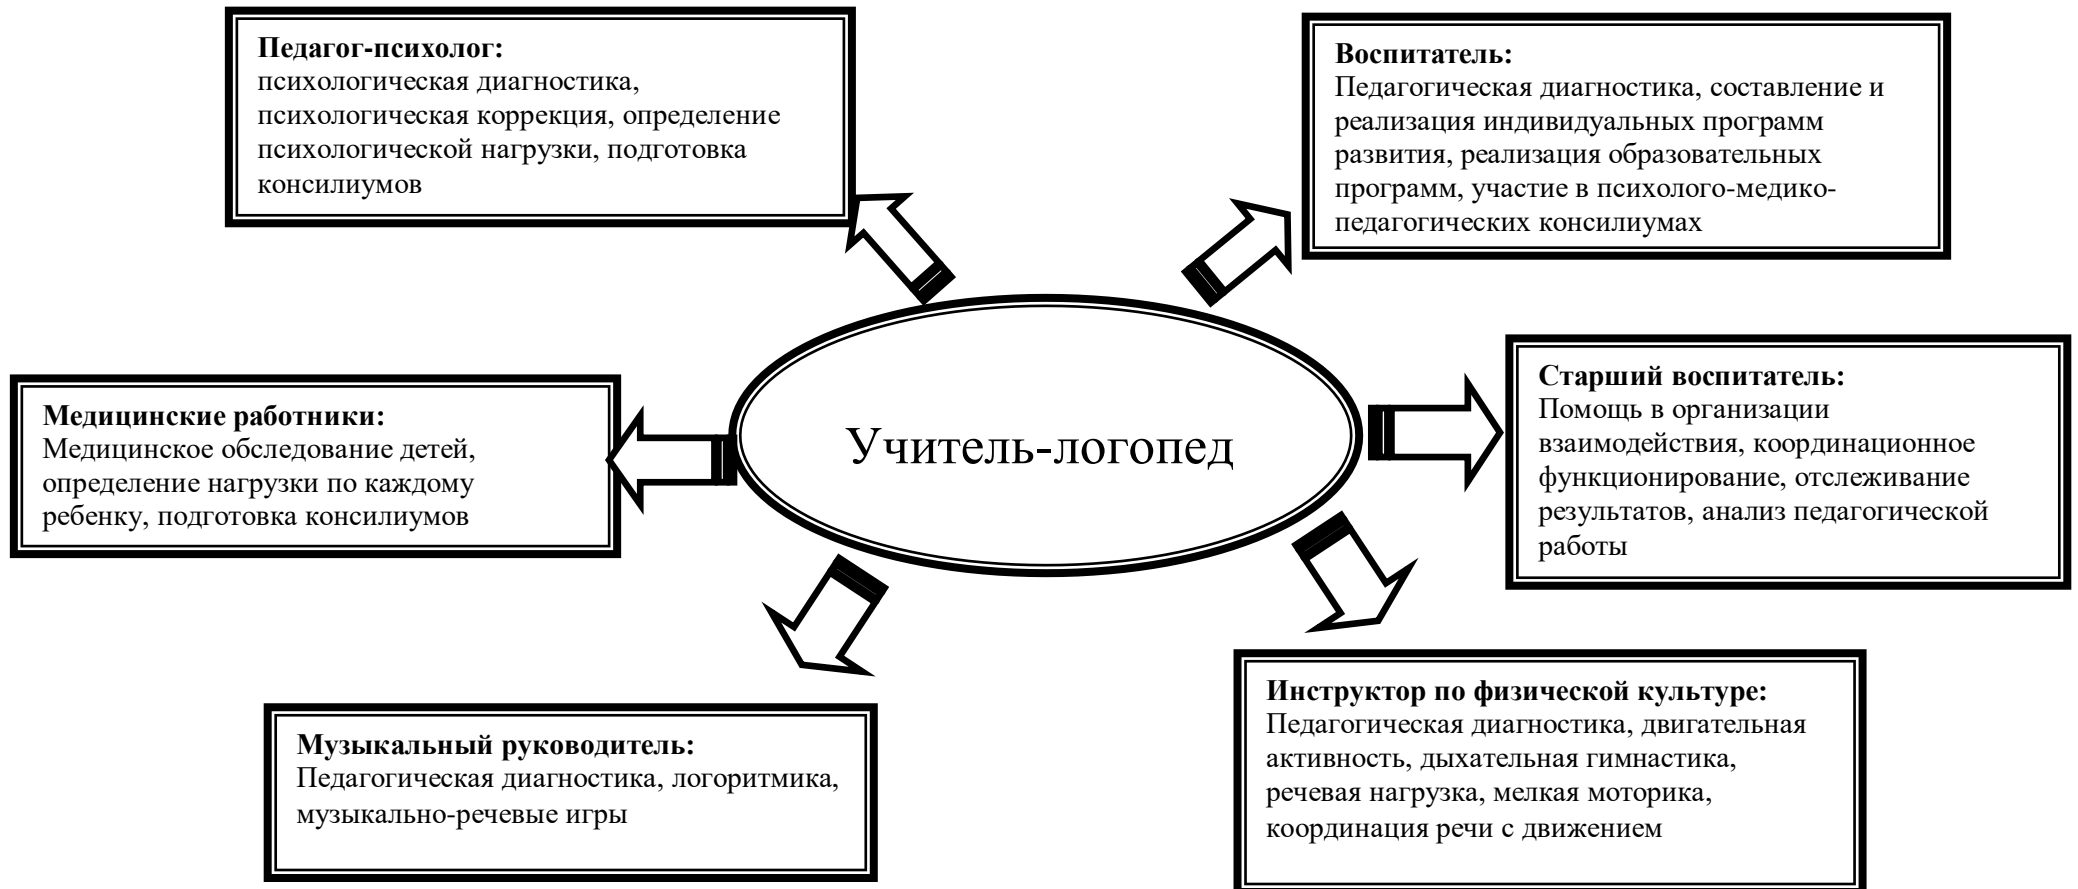 Педагог-психолог:
психологическая диагностика,
психологическая коррекция, определение
психологической нагрузки, подготовка
консилиумов
Воспитатель:
Педагогическая диагностика, составление и
реализация индивидуальных программ
развития, реализация образовательных
программ, участие в психолого-медико-
педагогических консилиумах
Медицинские работники:
Медицинское обследование детей,
определение нагрузки по каждому
ребенку, подготовка консилиумов
Учитель-логопед
Старший воспитатель:
Помощь в организации
взаимодействия, координационное
функционирование, отслеживание
результатов, анализ педагогической
работы
Музыкальный руководитель:
Педагогическая диагностика, логоритмика,
музыкально-речевые игры
Инструктор по физической культуре:
Педагогическая диагностика, двигательная
активность, дыхательная гимнастика,
речевая нагрузка, мелкая моторика,
координация речи с движением